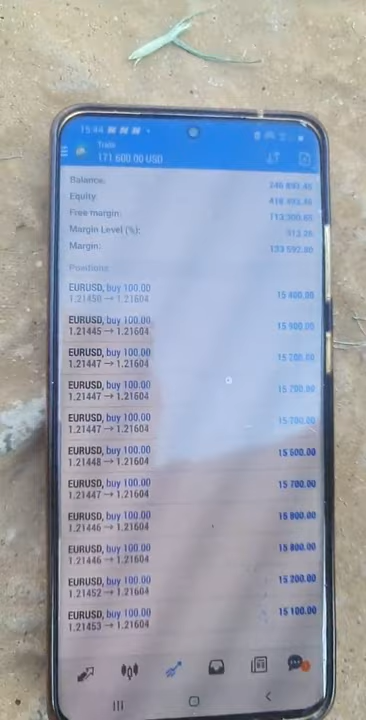 15:44
Trade
171 600.00 USD
Balance:
Equity
Free margin:
Margin Level (%):
Margin:
Positions
EURUSD, buy 100.00
1.21450 → 1.21604 15 400.00
EURUSD, buy 100.00
1.21445 → 1.21604 15 900.00
EURUSD, buy 100.00
1.21447 → 1.21604
EURUSD, buy 100.00
1.21447 → 1.21604 15 700.00
EURUSD, buy 100.00
1.21447 → 1.21604 15 700.00
EURUSD, buy 100.00
1.21448 → 1.21604 15 600.00
EURUSD, buy 100.00
1.21447 → 1.21604 15 700.00
EURUSD, buy 100.00
1.21446 → 1.21604 15 800.00
EURUSD, buy 100.00
1.21446 → 1.21604 15 800.00
EURUSD, buy 100.00
1.21452 → 1.21604 15 200.00
EURUSD, buy 100.00
1.21453 → 1.21604 15 100.00